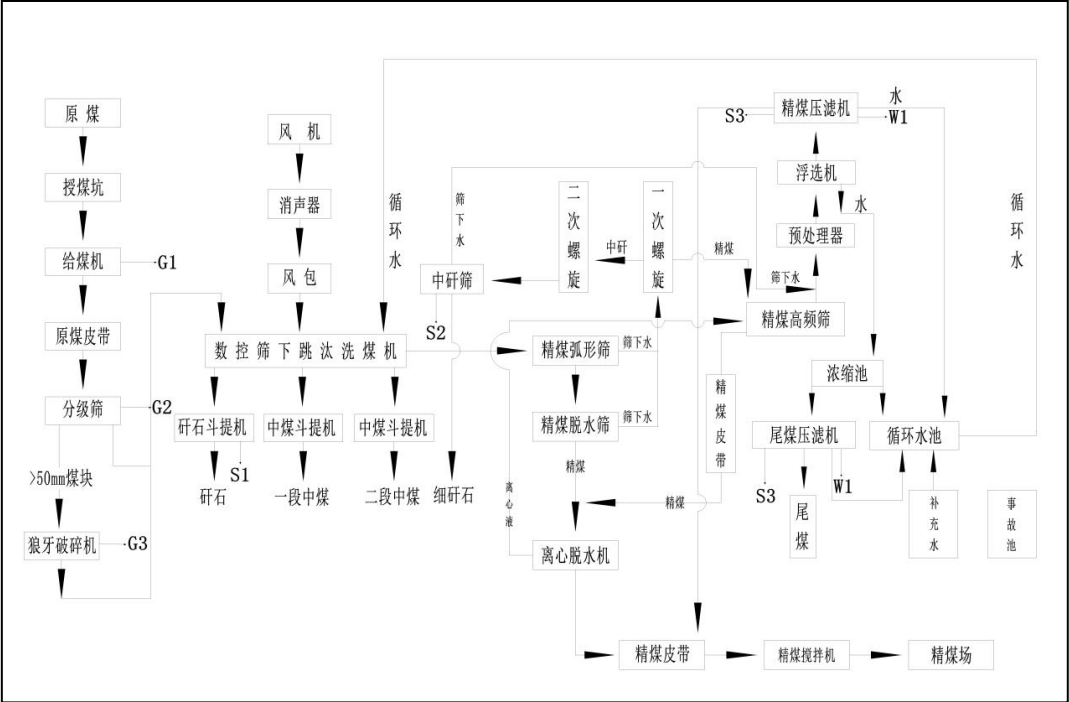 原 煤
授煤坑
给煤机
G1
原煤皮带
分级筛
G2
>50mm煤块
狼牙破碎机
G3
风 机
消声器
风包
循环水
数控筛下跳汰洗煤机
矸石斗提机
中煤斗提机
中煤斗提机
S1
矸石
一段中煤
二段中煤
细矸石
筛下水
中矸筛
S2
二次螺旋
中矸
一次螺旋
精煤
精煤弧形筛
筛下水
精煤脱水筛
筛下水
精煤
离心液
离心脱水机
精煤
精煤皮带
精煤高频筛
筛下水
预处理器
浮选机
水
精煤压滤机
S3
水
W1
循环水
浓缩池
尾煤压滤机
循环水池
S3
W1
尾煤
补充水
事故池
精煤皮带
精煤搅拌机
精煤场